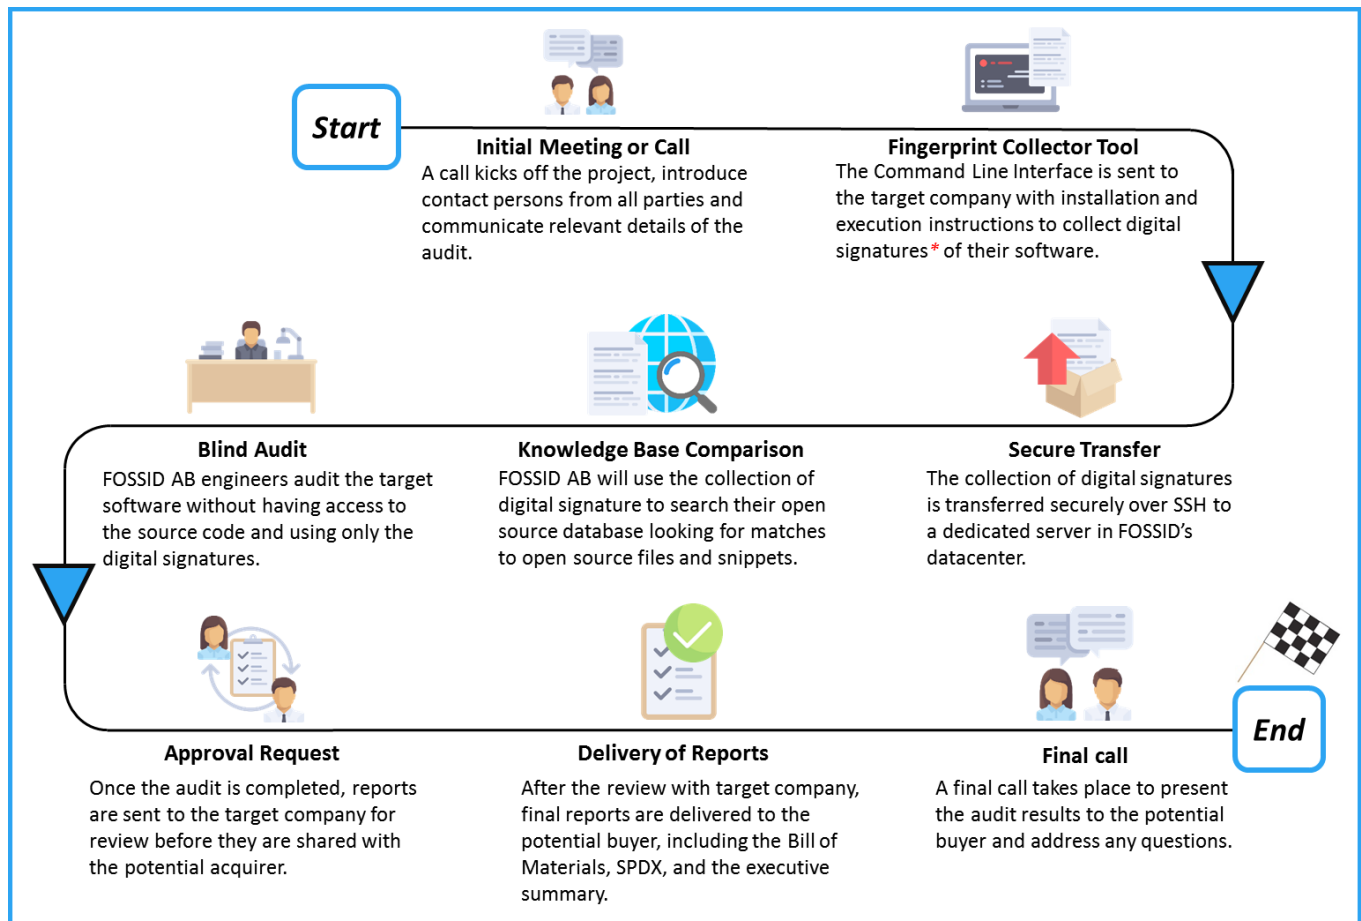 Start
Initial Meeting or Call
A call kicks off the project, introduce
contact persons from all parties and
communicate relevant details of the
audit.
Fingerprint Collector Tool
The Command Line Interface is sent to
the target company with installation and
execution instructions to collect digital
signatures* of their software.
Secure Transfer
The collection of digital signatures
is transferred securely over SSH to
a dedicated server in FOSSID’s
datacenter.
Knowledge Base Comparison
FOSSID AB will use the collection of
digital signature to search their open
source database looking for matches
to open source files and snippets.
Blind Audit
FOSSID AB engineers audit the target
software without having access to
the source code and using only the
digital signatures.
Approval Request
Once the audit is completed, reports
are sent to the target company for
review before they are shared with
the potential acquirer.
Delivery of Reports
After the review with target company,
final reports are delivered to the
potential buyer, including the Bill of
Materials, SPDX, and the executive
summary.
Final call
A final call takes place to present
the audit results to the potential
buyer and address any questions.
End